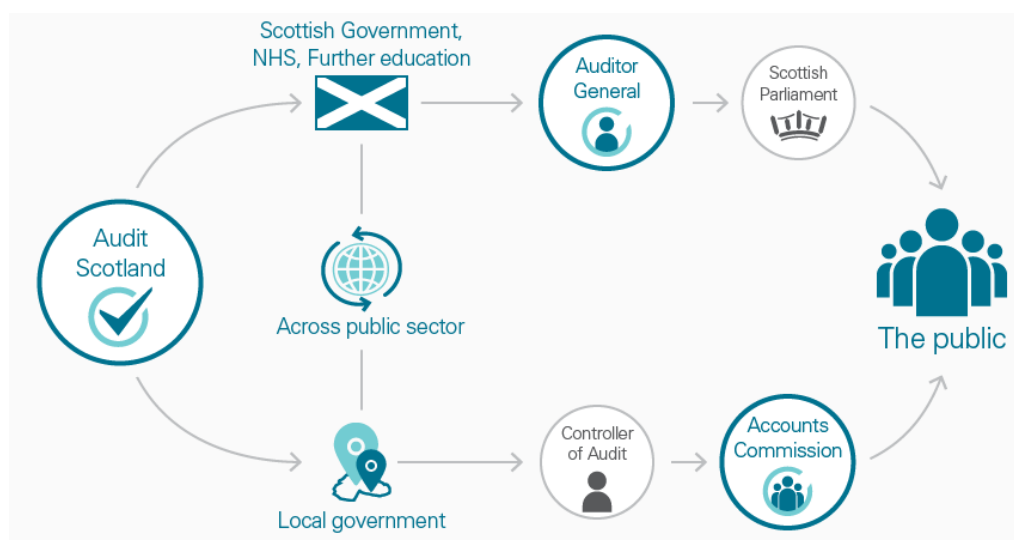 Scottish Government,
NHS, Further education
Auditor
General
Scottish
Parliament
Audit
Scotland
Across public sector
The public
Controller
of Audit
Accounts
Commission
Local government